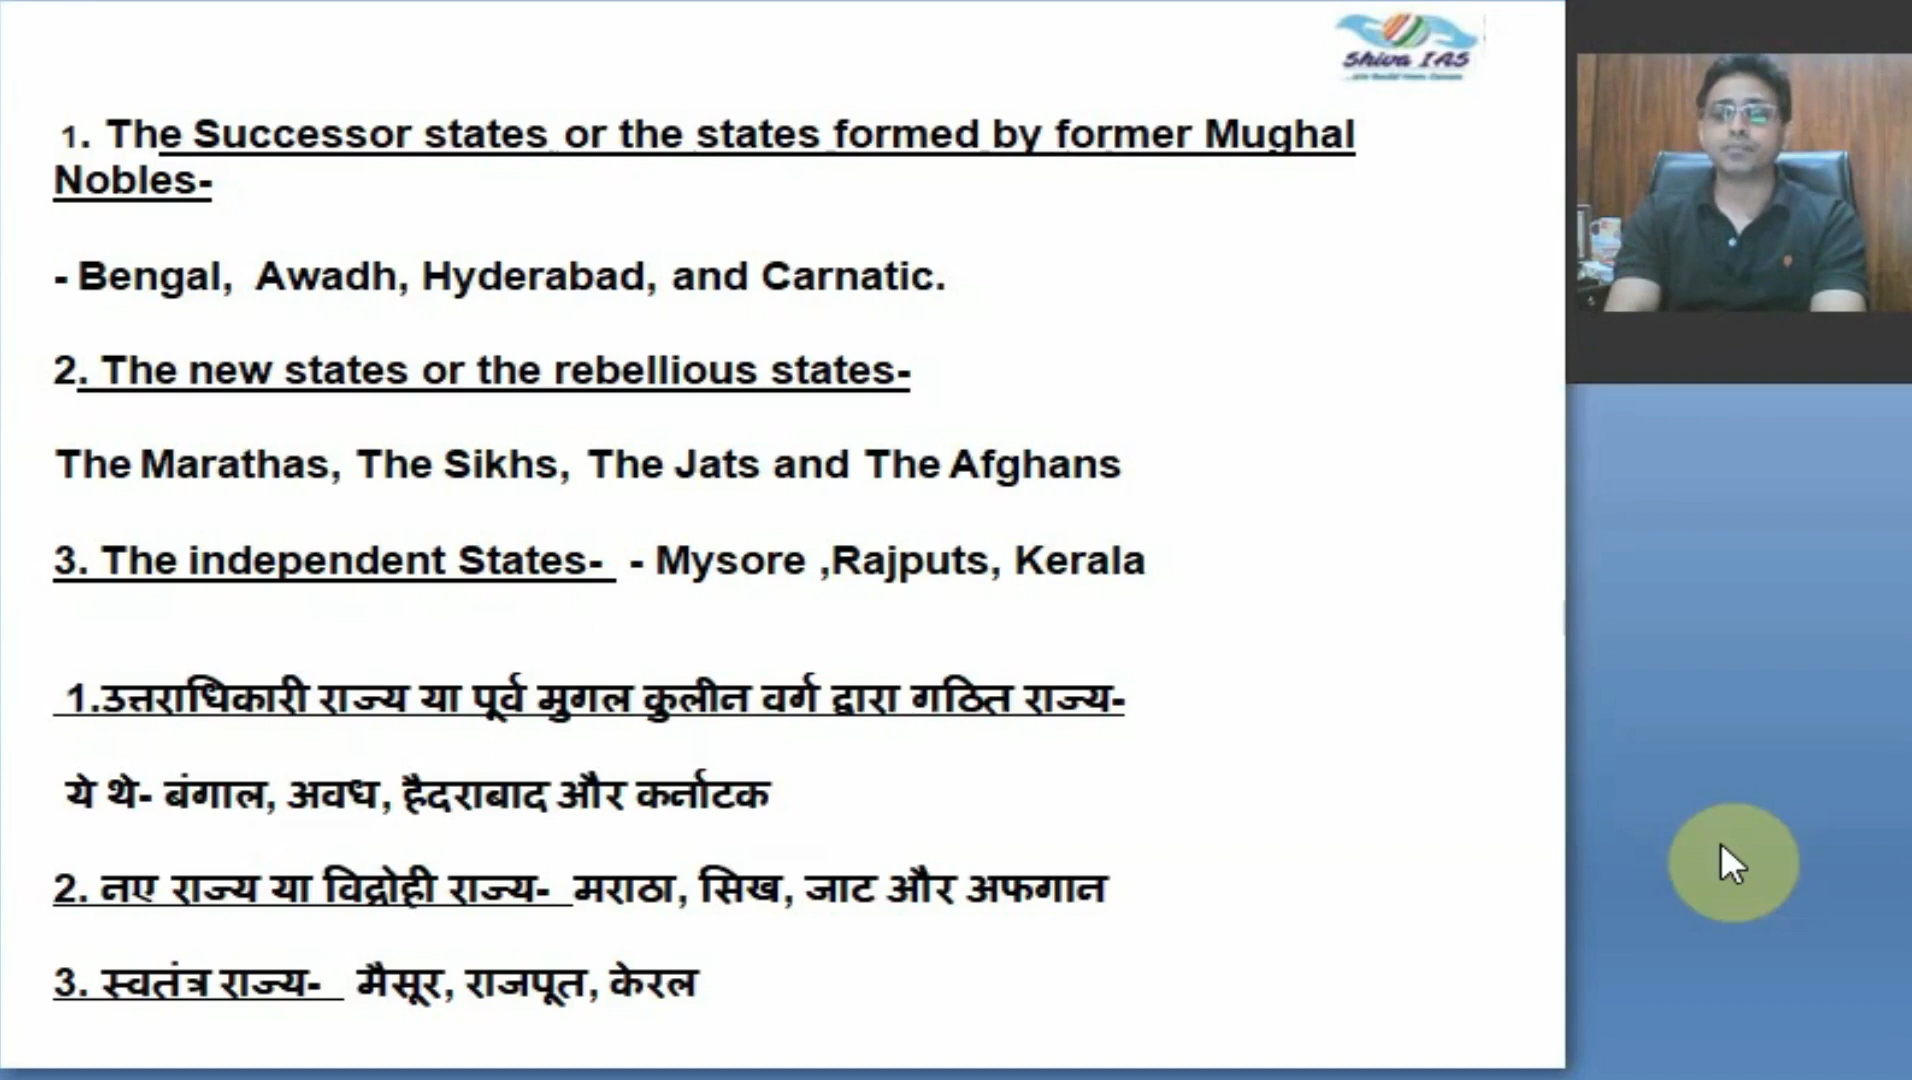 Shiva IAS
1. The Successor states or the states formed by former Mughal
Nobles-
- Bengal, Awadh, Hyderabad, and Carnatic.
2. The new states or the rebellious states-
The Marathas, The Sikhs, The Jats and The Afghans
3. The independent States- - Mysore ,Rajputs, Kerala
1.उत्तराधिकारी राज्य या पूर्व मुगल कुलीन वर्ग द्वारा गठित राज्य-
ये थे- बंगाल, अवध, हैदराबाद और कर्नाटक
2. नए राज्य या विद्रोही राज्य- मराठा, सिख, जाट और अफगान
3. स्वतंत्र राज्य- मैसूर, राजपूत, केरल